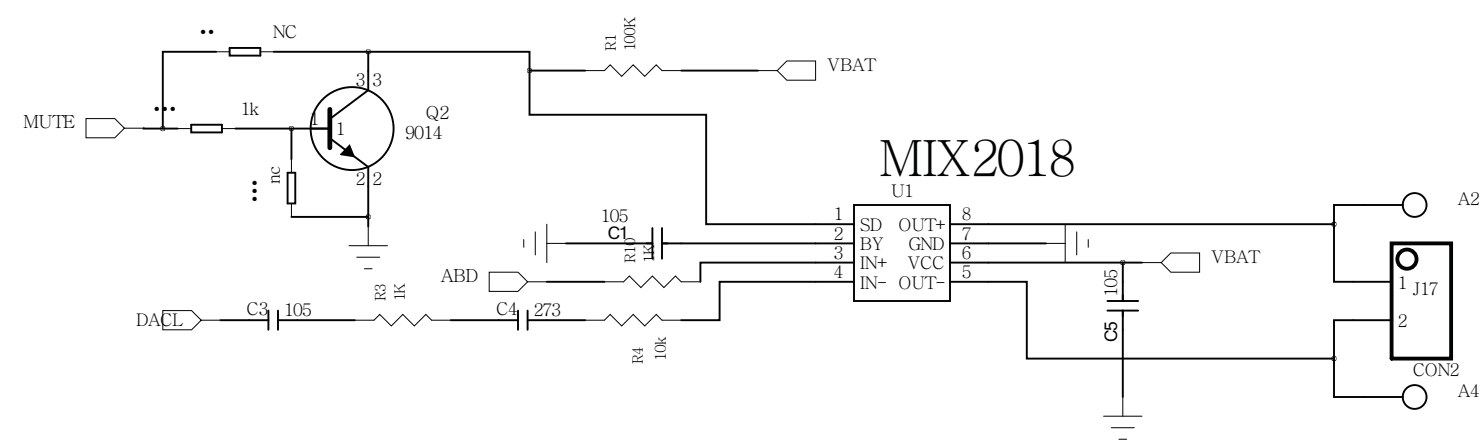 NC
R1
100K
VBAT
3 3
MUTE
1k
1
1
Q2
9014
nc
2 2
MIX2018
U1
105
C1
R10
1K
ABD
1
2
3
4
SD
BY
IN+
IN-
OUT+
GND
VCC
OUT-
8
7
6
5
VBAT
A2
1
J17
2
CON2
A4
105
C5
DACL
C3
105
R3
1K
C4
273
R4
10k